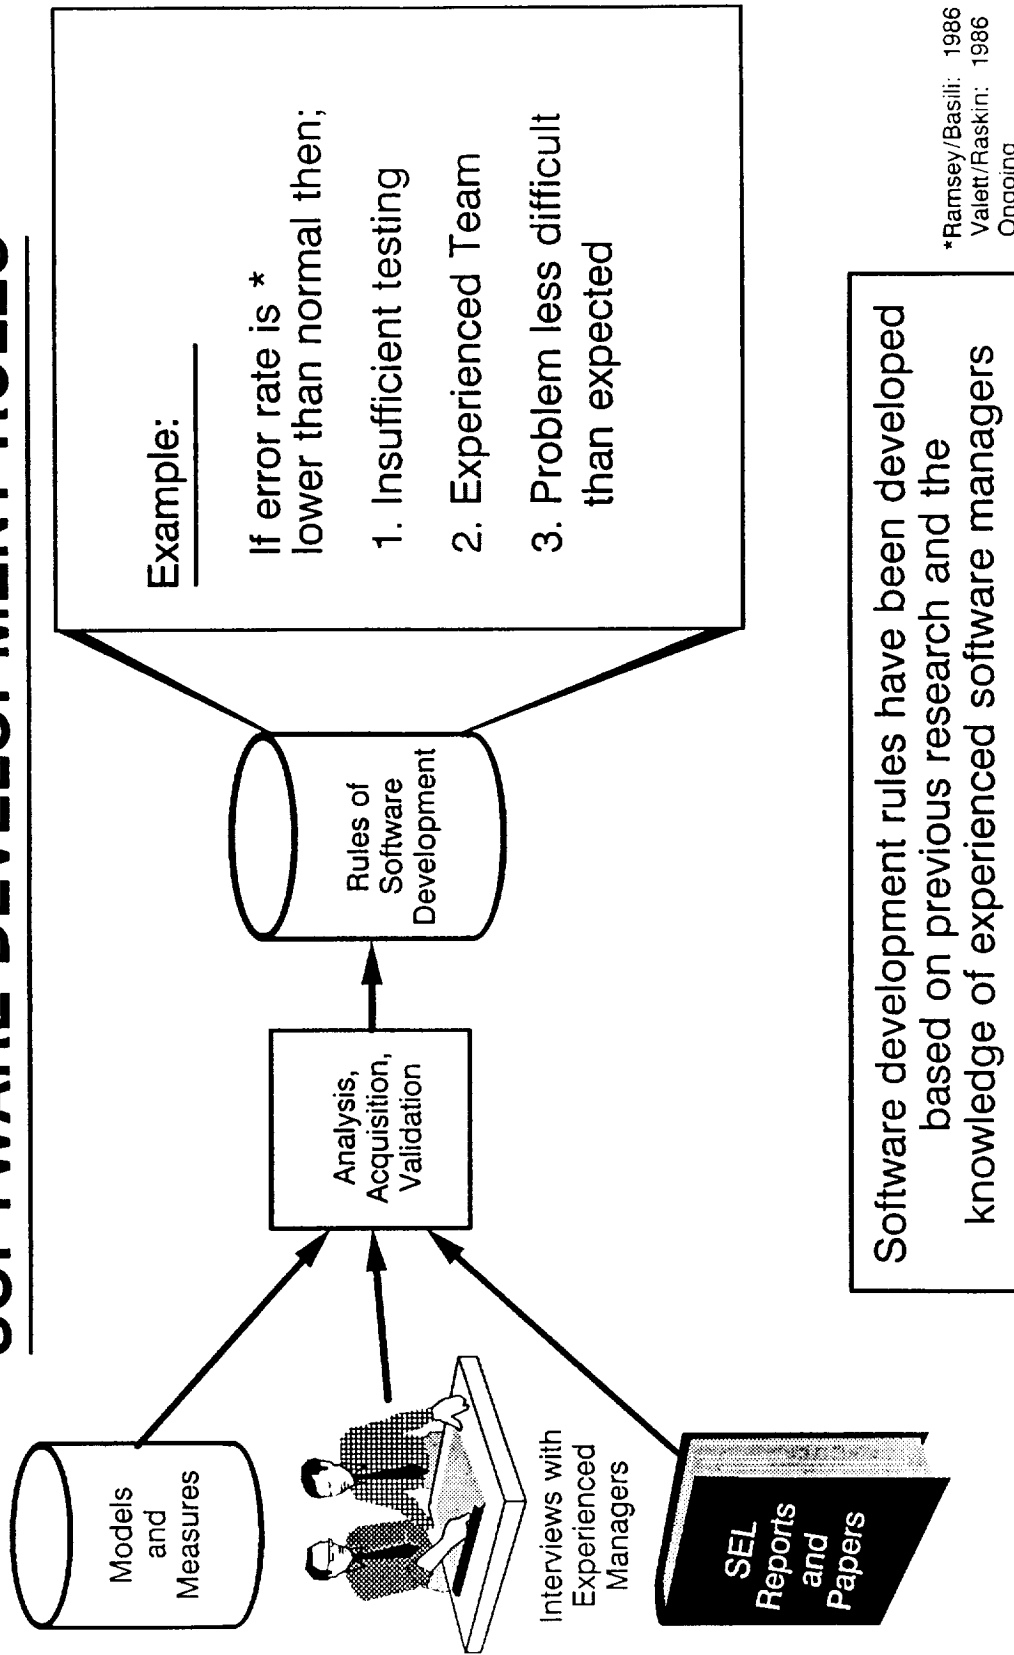 SOFTWARE DEVELOPMENT RULES
Models
and
Measures
Interviews with
Experienced
Managers
SEL
Reports
and
Papers
Analysis,
Acquisition,
Validation
Rules of
Software
Development
Example:
If error rate is *
lower than normal then;
1. Insufficient testing
2. Experienced Team
3. Problem less difficult
than expected
Software development rules have been developed
based on previous research and the
knowledge of experienced software managers
*Ramsey/Basili: 1986
Valett/Raskin: 1986
Ongoing